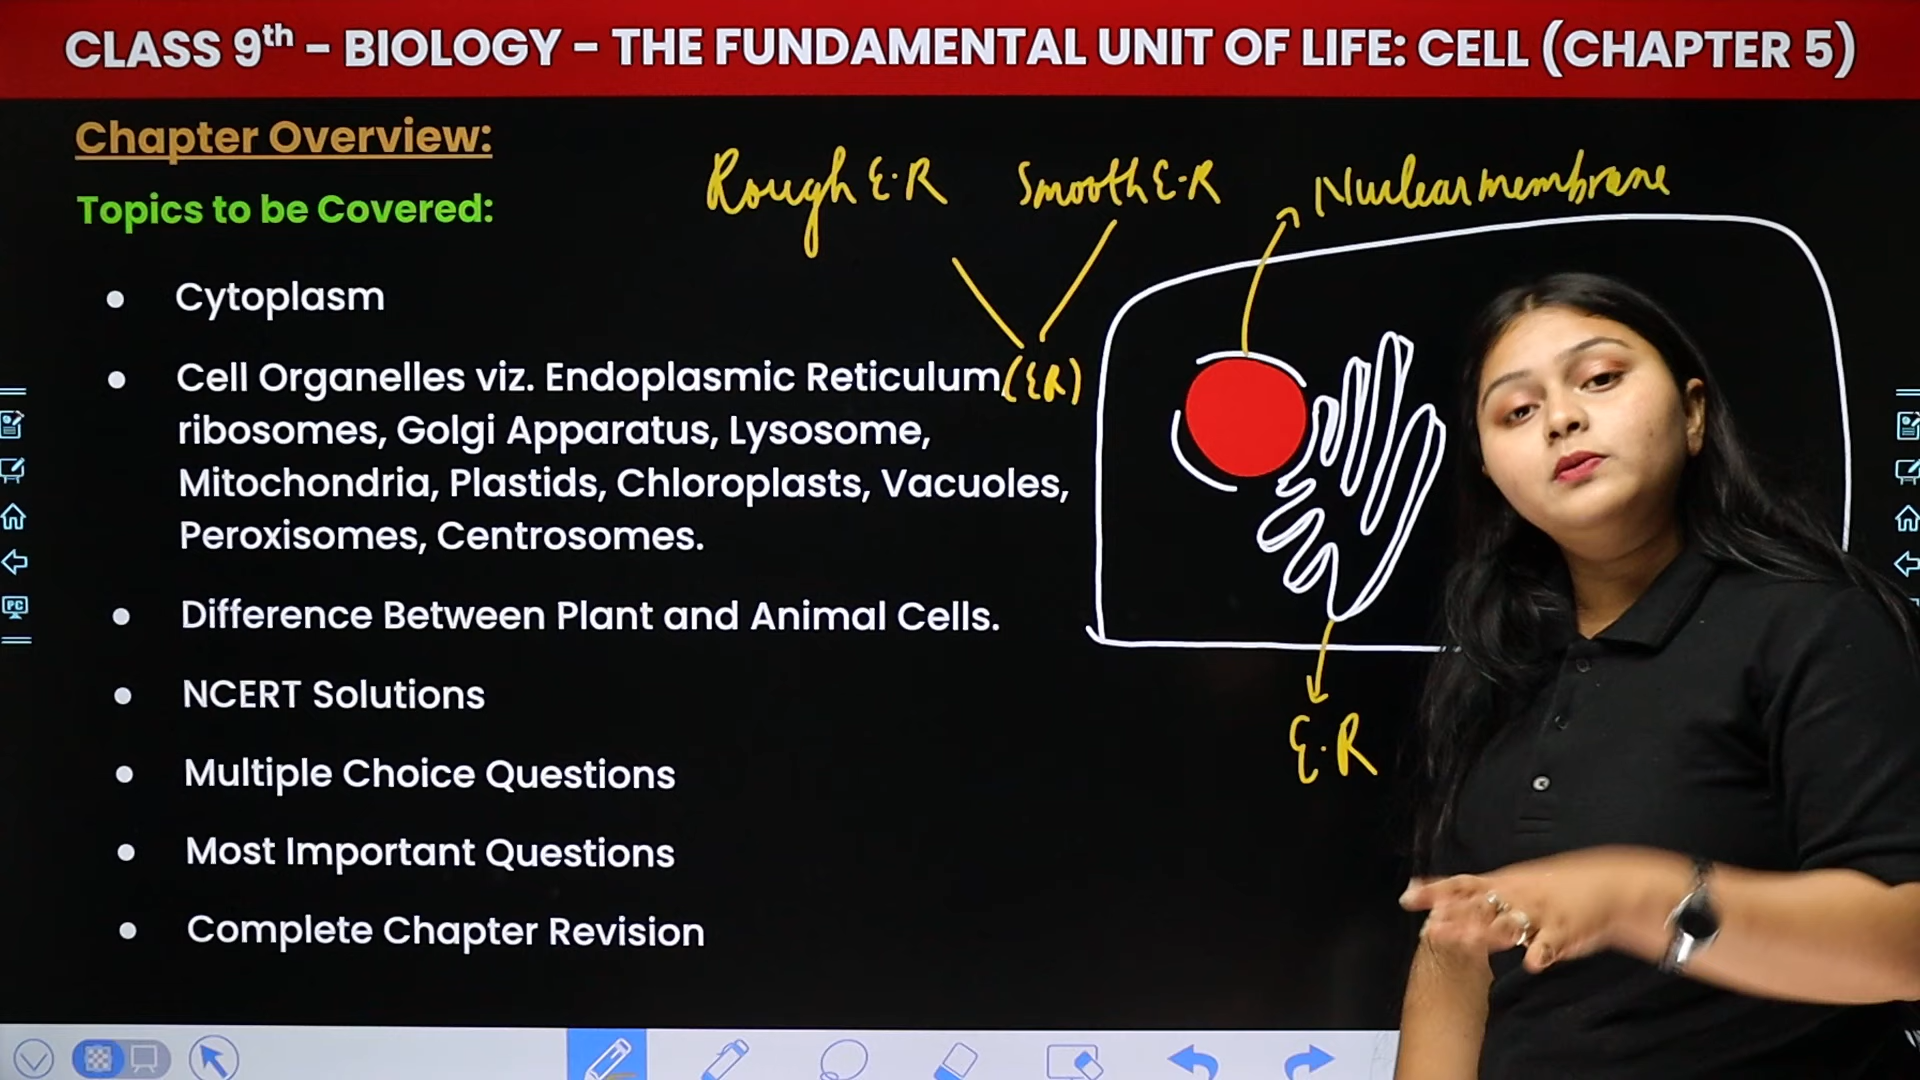 CLASS 9th - BIOLOGY - THE FUNDAMENTAL UNIT OF LIFE: CELL (CHAPTER 5)
Chapter Overview:
Topics to be Covered:
Rough E.R
Smooth E-R
Nuclear membrane
• Cytoplasm
• Cell Organelles viz. Endoplasmic Reticulum, (ER)
ribosomes, Golgi Apparatus, Lysosome,
Mitochondria, Plastids, Chloroplasts, Vacuoles,
Peroxisomes, Centrosomes.
• Difference Between Plant and Animal Cells.
• NCERT Solutions
E.R
• Multiple Choice Questions
• Most Important Questions
• Complete Chapter Revision
PC